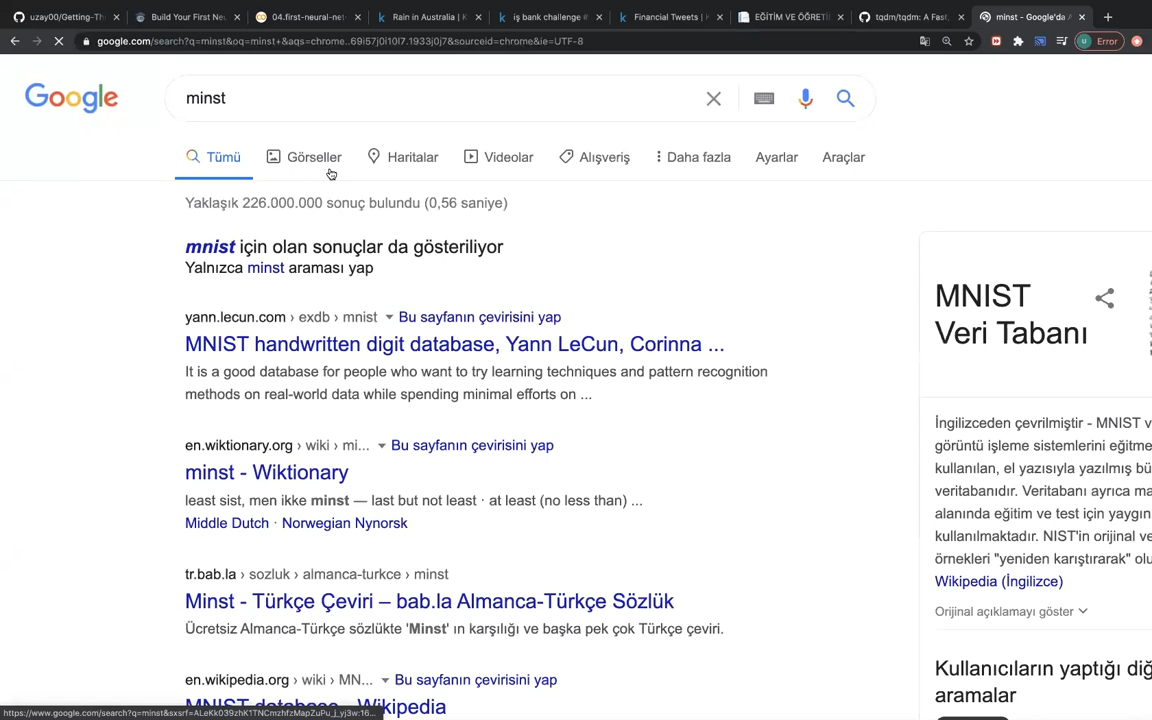 uzay00/Getting-Th
Build Your First Ne
04.first-neural-net
Rain in Australia | K
iş bank challenge #
Financial Tweets | K
EĞİTİM VE ÖĞRETİ
tqdm/tqdm: A Fast,
minst - Google'da A
google.com/search?q=minst&oq=minst+&aqs=chrome..69i57j0i10l7.1933j0j7&sourceid=chrome&ie=UTF-8
u Error
Google
minst
Tümü Görseller Haritalar Videolar Alışveriş Daha fazla Ayarlar Araçlar
Yaklaşık 226.000.000 sonuç bulundu (0,56 saniye)
mnist için olan sonuçlar da gösteriliyor
Yalnızca minst araması yap
yann.lecun.com › exdb › mnist Bu sayfanın çevirisini yap
MNIST handwritten digit database, Yann LeCun, Corinna ...
It is a good database for people who want to try learning techniques and pattern recognition
methods on real-world data while spending minimal efforts on ...
en.wiktionary.org › wiki › mi... Bu sayfanın çevirisini yap
minst - Wiktionary
least sist, men ikke minst — last but not least · at least (no less than) ...
Middle Dutch · Norwegian Nynorsk
tr.bab.la › sozluk › almanca-turkce › minst
Minst - Türkçe Çeviri – bab.la Almanca-Türkçe Sözlük
Ücretsiz Almanca-Türkçe sözlükte 'Minst' ın karşılığı ve başka pek çok Türkçe çeviri.
en.wikipedia.org › wiki › MN... Bu sayfanın çevirisini yap
MNIST database - Wikipedia
MNIST
Veri Tabanı
İngilizceden çevrilmiştir - MNIST v
görüntü işleme sistemlerini eğitme
kullanılan, el yazısıyla yazılmış bü
veritabanıdır. Veritabanı ayrıca ma
alanında eğitim ve test için yaygın
kullanılmaktadır. NIST'in orijinal ve
örnekleri "yeniden karıştırarak" olu
Wikipedia (İngilizce)
Orijinal açıklamayı göster
Kullanıcıların yaptığı diğ
aramalar